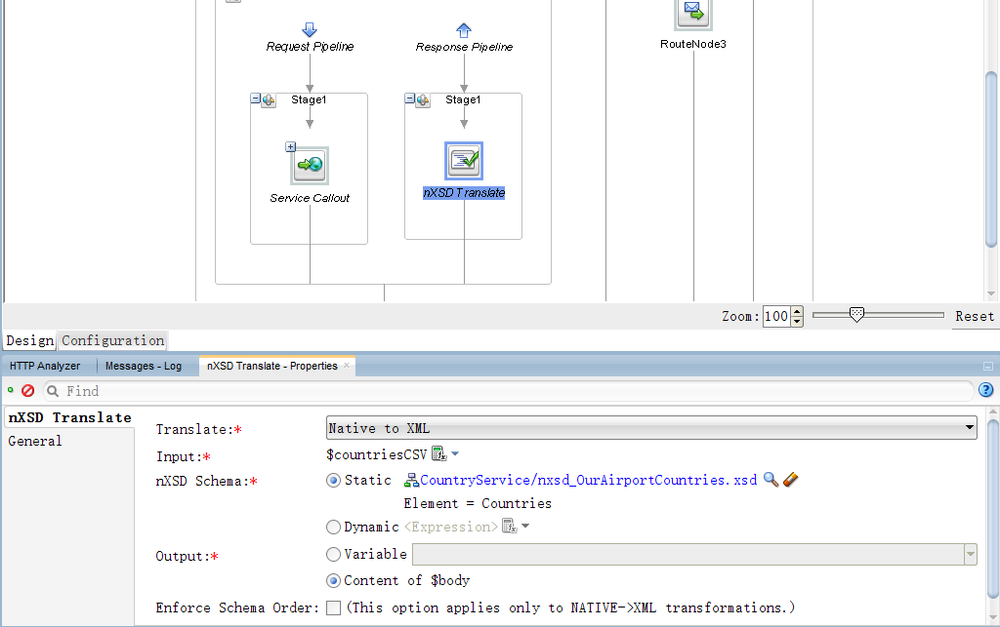 Request Pipeline
Response Pipeline
RouteNode3
Stage1
Stage1
Service Callout
nXSD Translate
Zoom: 100
Reset
Design Configuration
HTTP Analyzer Messages - Log nXSD Translate - Properties
Find
nXSD Translate
General
Translate:* Native to XML
Input:* $countriesCSV
nXSD Schema:* Static CountryService/nxsd_OurAirportCountries.xsd
Element = Countries
Dynamic <Expression>
Output:* Variable
Content of $body
Enforce Schema Order: (This option applies only to NATIVE->XML transformations.)